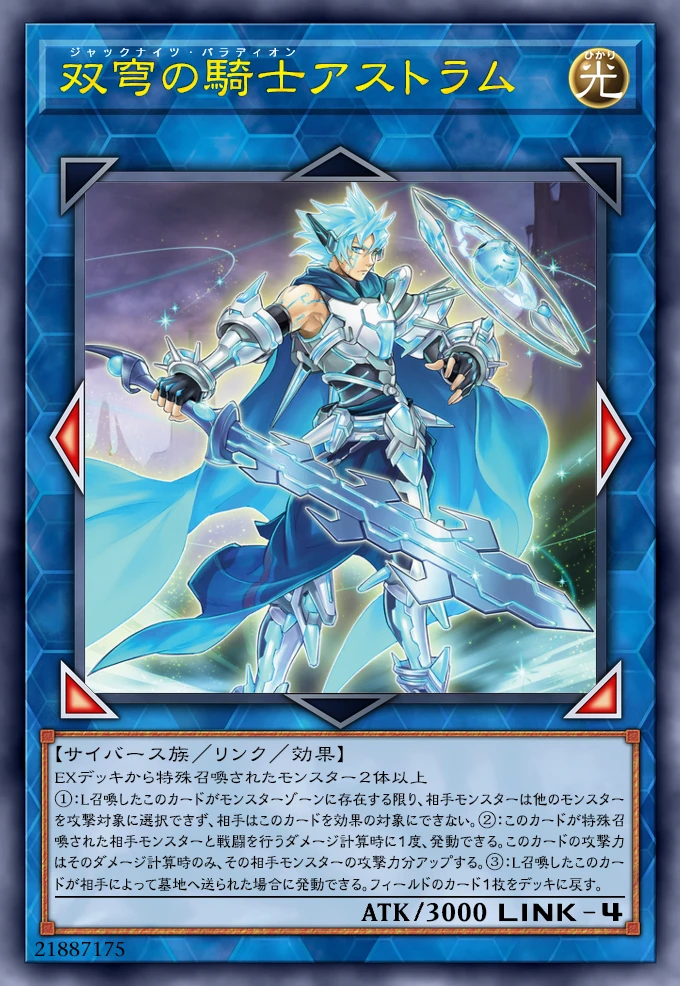 ジャックナイツ・パラディオン
双穹の騎士アストラム
ひかり
光
【サイバース族／リンク／効果】
EXデッキから特殊召喚されたモンスター２体以上
①：L召喚したこのカードがモンスターゾーンに存在する限り、相手モンスターは他のモンスター
を攻撃対象に選択できず、相手はこのカードを効果の対象にできない。②：このカードが特殊召
喚された相手モンスターと戦闘を行うダメージ計算時に1度、発動できる。このカードの攻撃力
はそのダメージ計算時のみ、その相手モンスターの攻撃力分アップする。③：L召喚したこのカー
ドが相手によって墓地へ送られた場合に発動できる。フィールドのカード1枚をデッキに戻す。
ATK/3000 LINK-4
21887175